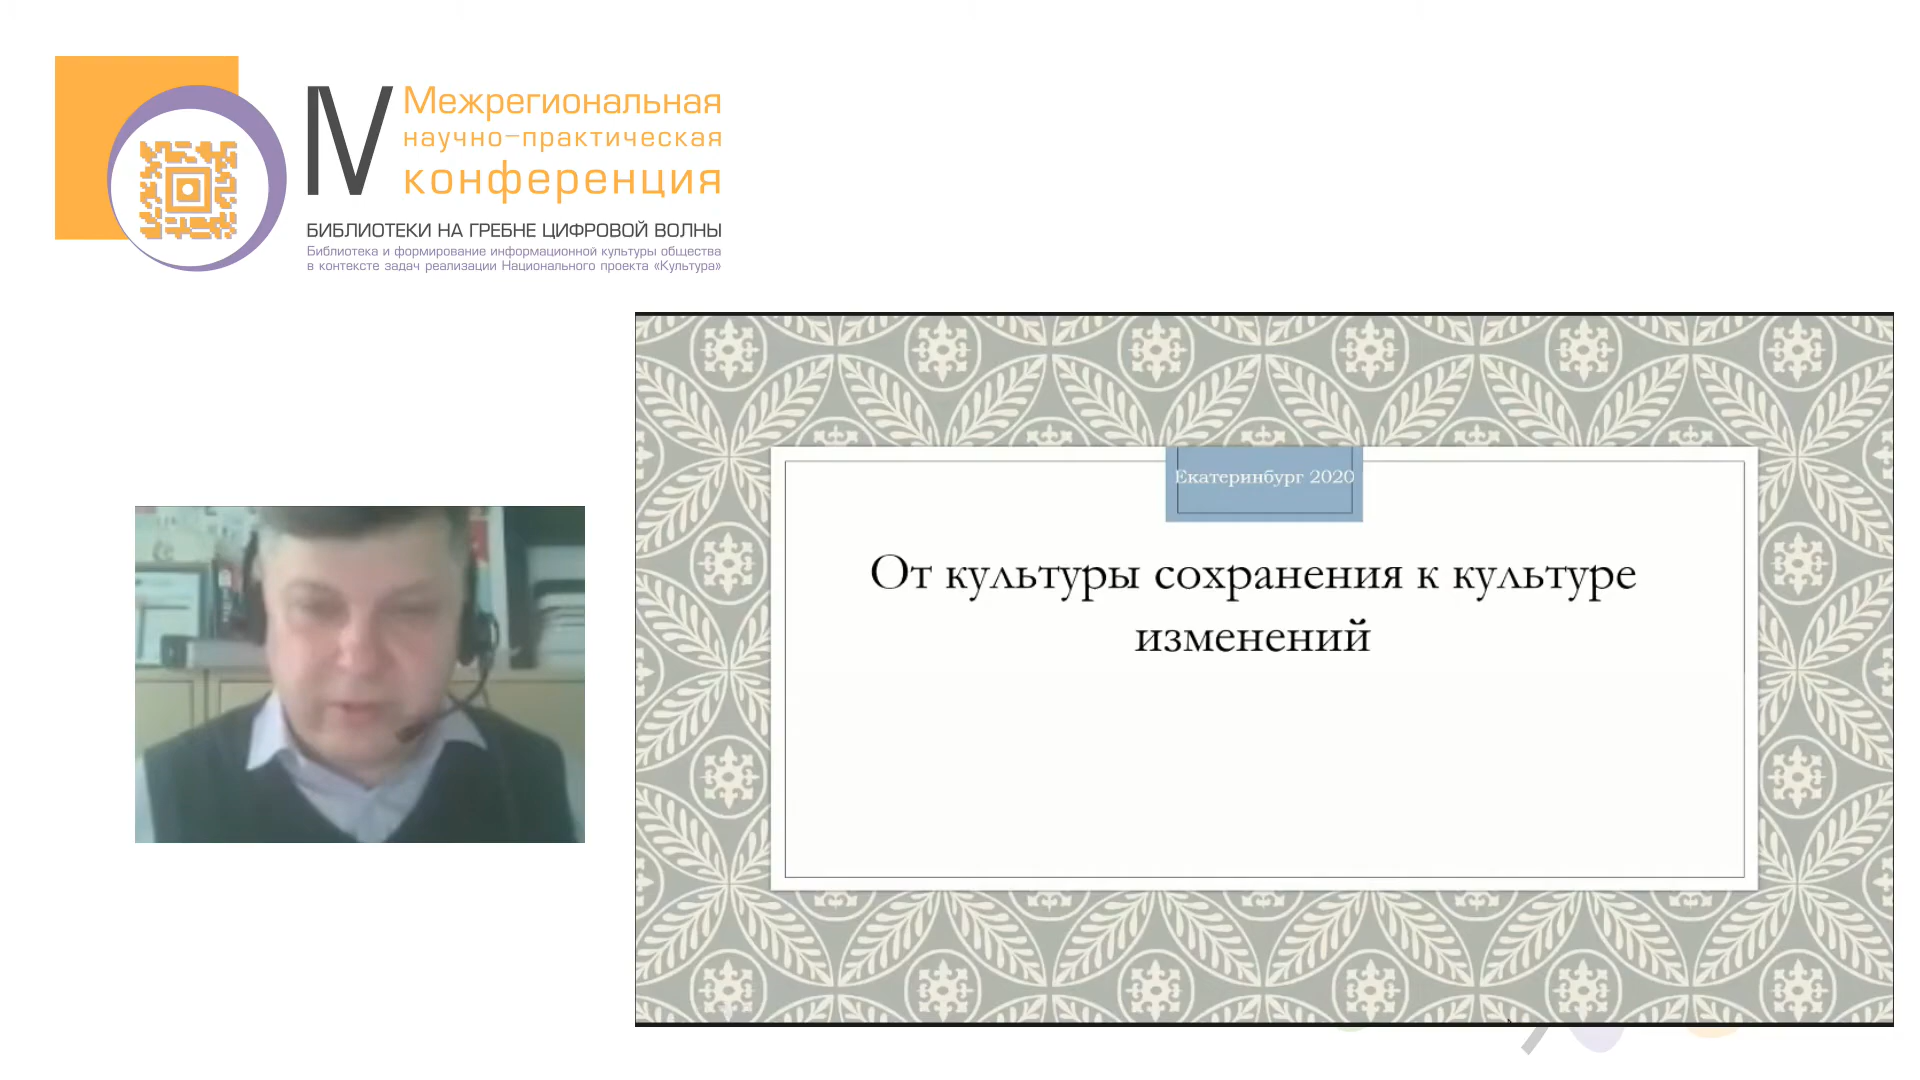 IV
Межрегиональная
научно-практическая
конференция
БИБЛИОТЕКИ НА ГРЕБНЕ ЦИФРОВОЙ ВОЛНЫ
Библиотека и формирование информационной культуры общества
в контексте задач реализации Национального проекта «Культура»
Екатеринбург 2020
От культуры сохранения к культуре
изменений